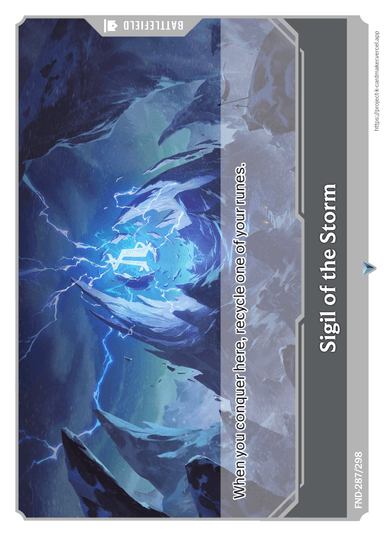 BATTLEFIELD
When you conquer here, recycle one of your runes.
Sigil of the Storm
FND-287/298
https://project-k-cardmaker.vercel.app